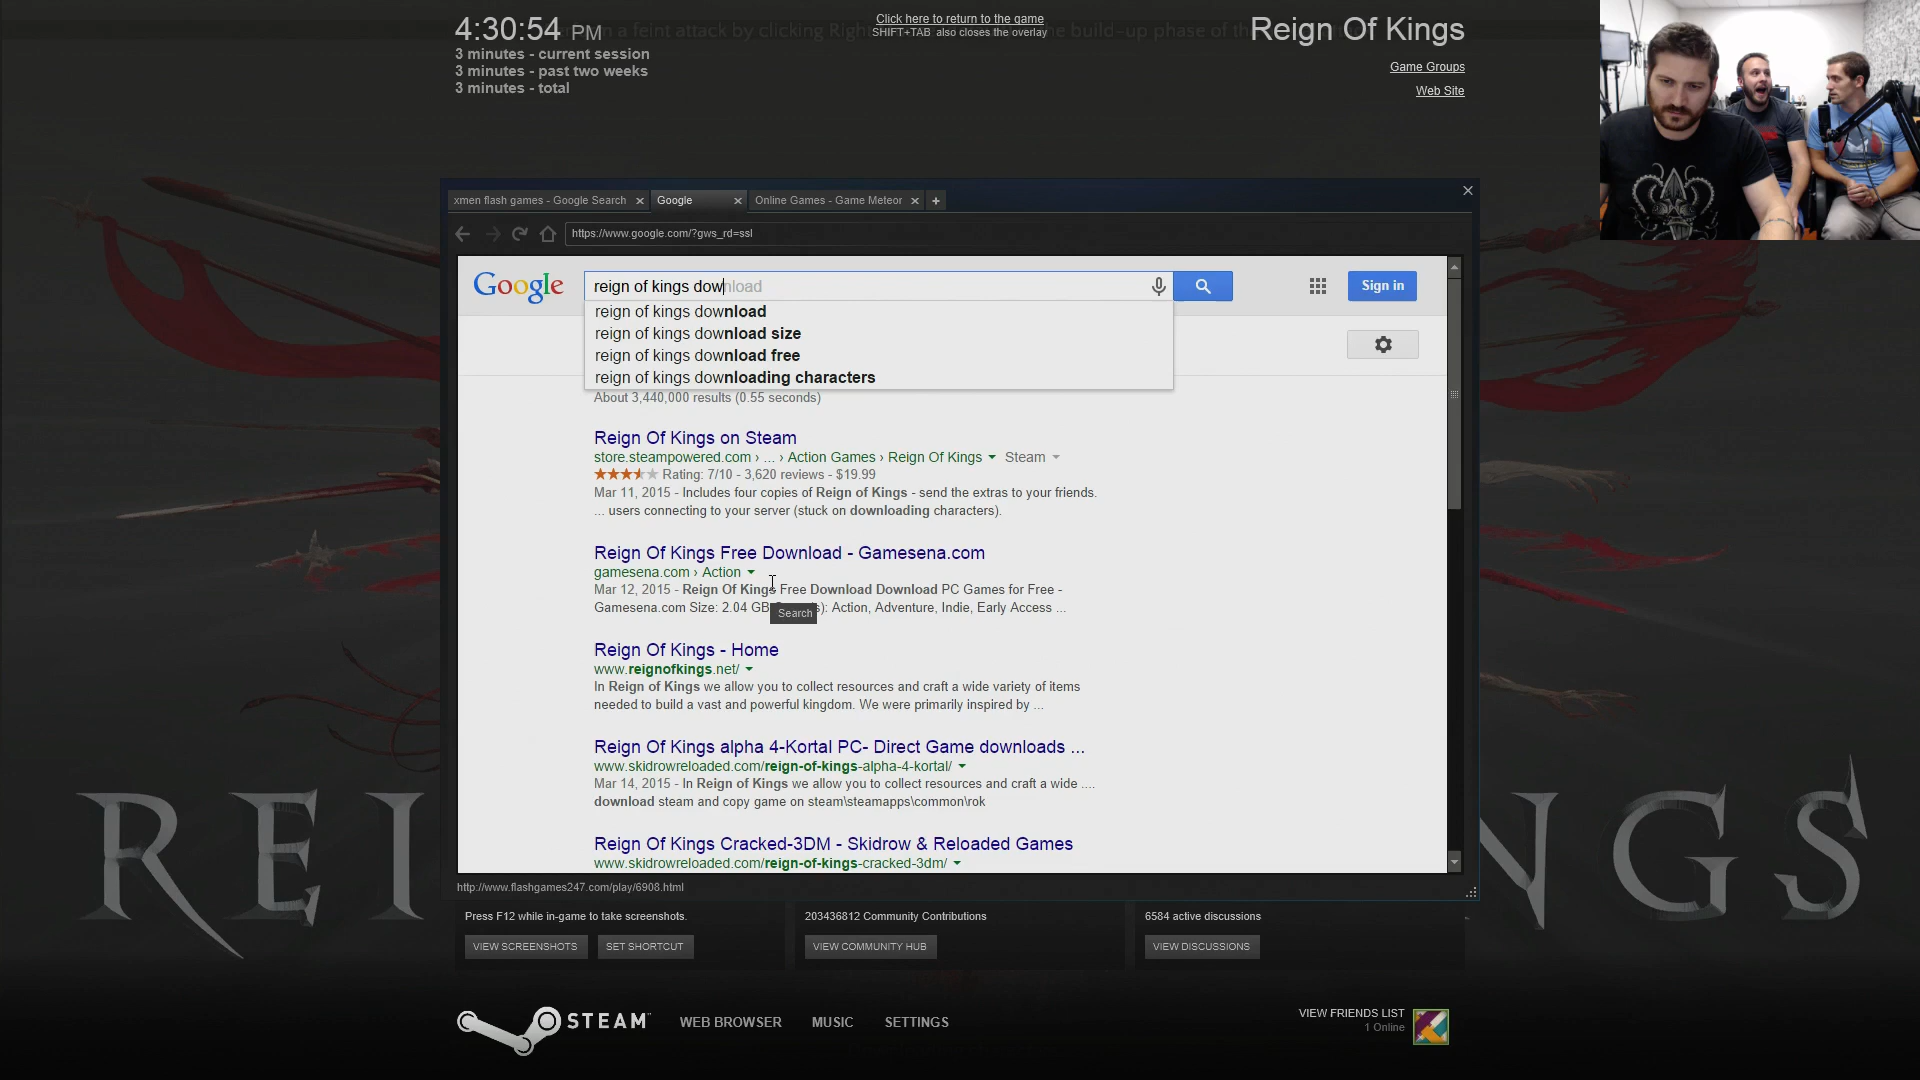 4:30:54 PM
3 minutes - current session
3 minutes - past two weeks
3 minutes - total
a feint attack by clicking Righ
Click here to return to the game
SHIFT+TAB also closes the overlay
e build-up phase of th
Reign Of Kings
Game Groups
Web Site
xmen flash games - Google Search
Google
Online Games - Game Meteor
https://www.google.com/?gws_rd=ssl
Google
reign of kings download
Sign in
reign of kings download
reign of kings download size
reign of kings download free
reign of kings downloading characters
About 3,440,000 results (0.55 seconds)
Reign Of Kings on Steam
store.steampowered.com › ... › Action Games › Reign Of Kings Steam
Rating: 7/10 - 3,620 reviews - $19.99
Mar 11, 2015 - Includes four copies of Reign of Kings - send the extras to your friends.
... users connecting to your server (stuck on downloading characters).
Reign Of Kings Free Download - Gamesena.com
gamesena.com › Action
Mar 12, 2015 - Reign Of Kings Free Download Download PC Games for Free -
Gamesena.com Size: 2.04 GB s): Action, Adventure, Indie, Early Access ...
Search
Reign Of Kings - Home
www.reignofkings.net/
In Reign of Kings we allow you to collect resources and craft a wide variety of items
needed to build a vast and powerful kingdom. We were primarily inspired by ...
Reign Of Kings alpha 4-Kortal PC- Direct Game downloads ...
www.skidrowreloaded.com/reign-of-kings-alpha-4-kortal/
Mar 14, 2015 - In Reign of Kings we allow you to collect resources and craft a wide ....
download steam and copy game on steam\steamapps\common\rok
Reign Of Kings Cracked-3DM - Skidrow & Reloaded Games
www.skidrowreloaded.com/reign-of-kings-cracked-3dm/
http://www.flashgames247.com/play/6908.html
REI NGS
Press F12 while in-game to take screenshots.
VIEW SCREENSHOTS
SET SHORTCUT
203436812 Community Contributions
VIEW COMMUNITY HUB
6584 active discussions
VIEW DISCUSSIONS
STEAM
WEB BROWSER
MUSIC
SETTINGS
VIEW FRIENDS LIST
1 Online